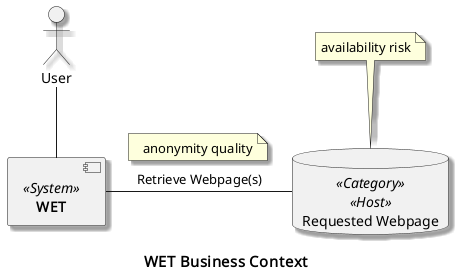 availability risk
User
anonymity quality
Retrieve Webpage(s)
«System»
WET
«Category»
«Host»
Requested Webpage
WET Business Context